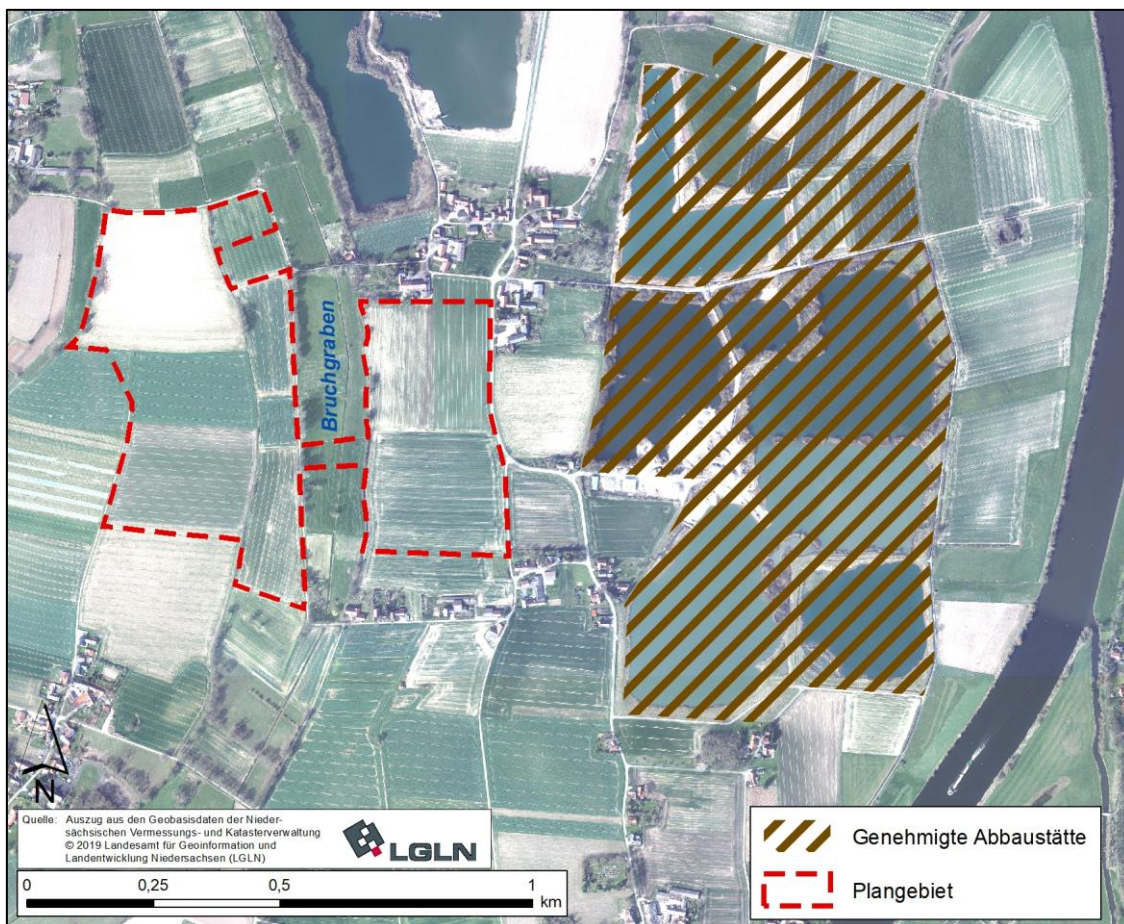 Bruchgraben
N
Quelle: Auszug aus den Geobasisdaten der Nieder-
sächsischen Vermessungs- und Katasterverwaltung
© 2019 Landesamt für Geoinformation und
Landentwicklung Niedersachsen (LGLN)
LGLN
0 0,25 0,5 1
km
Genehmigte Abbaustätte
Plangebiet